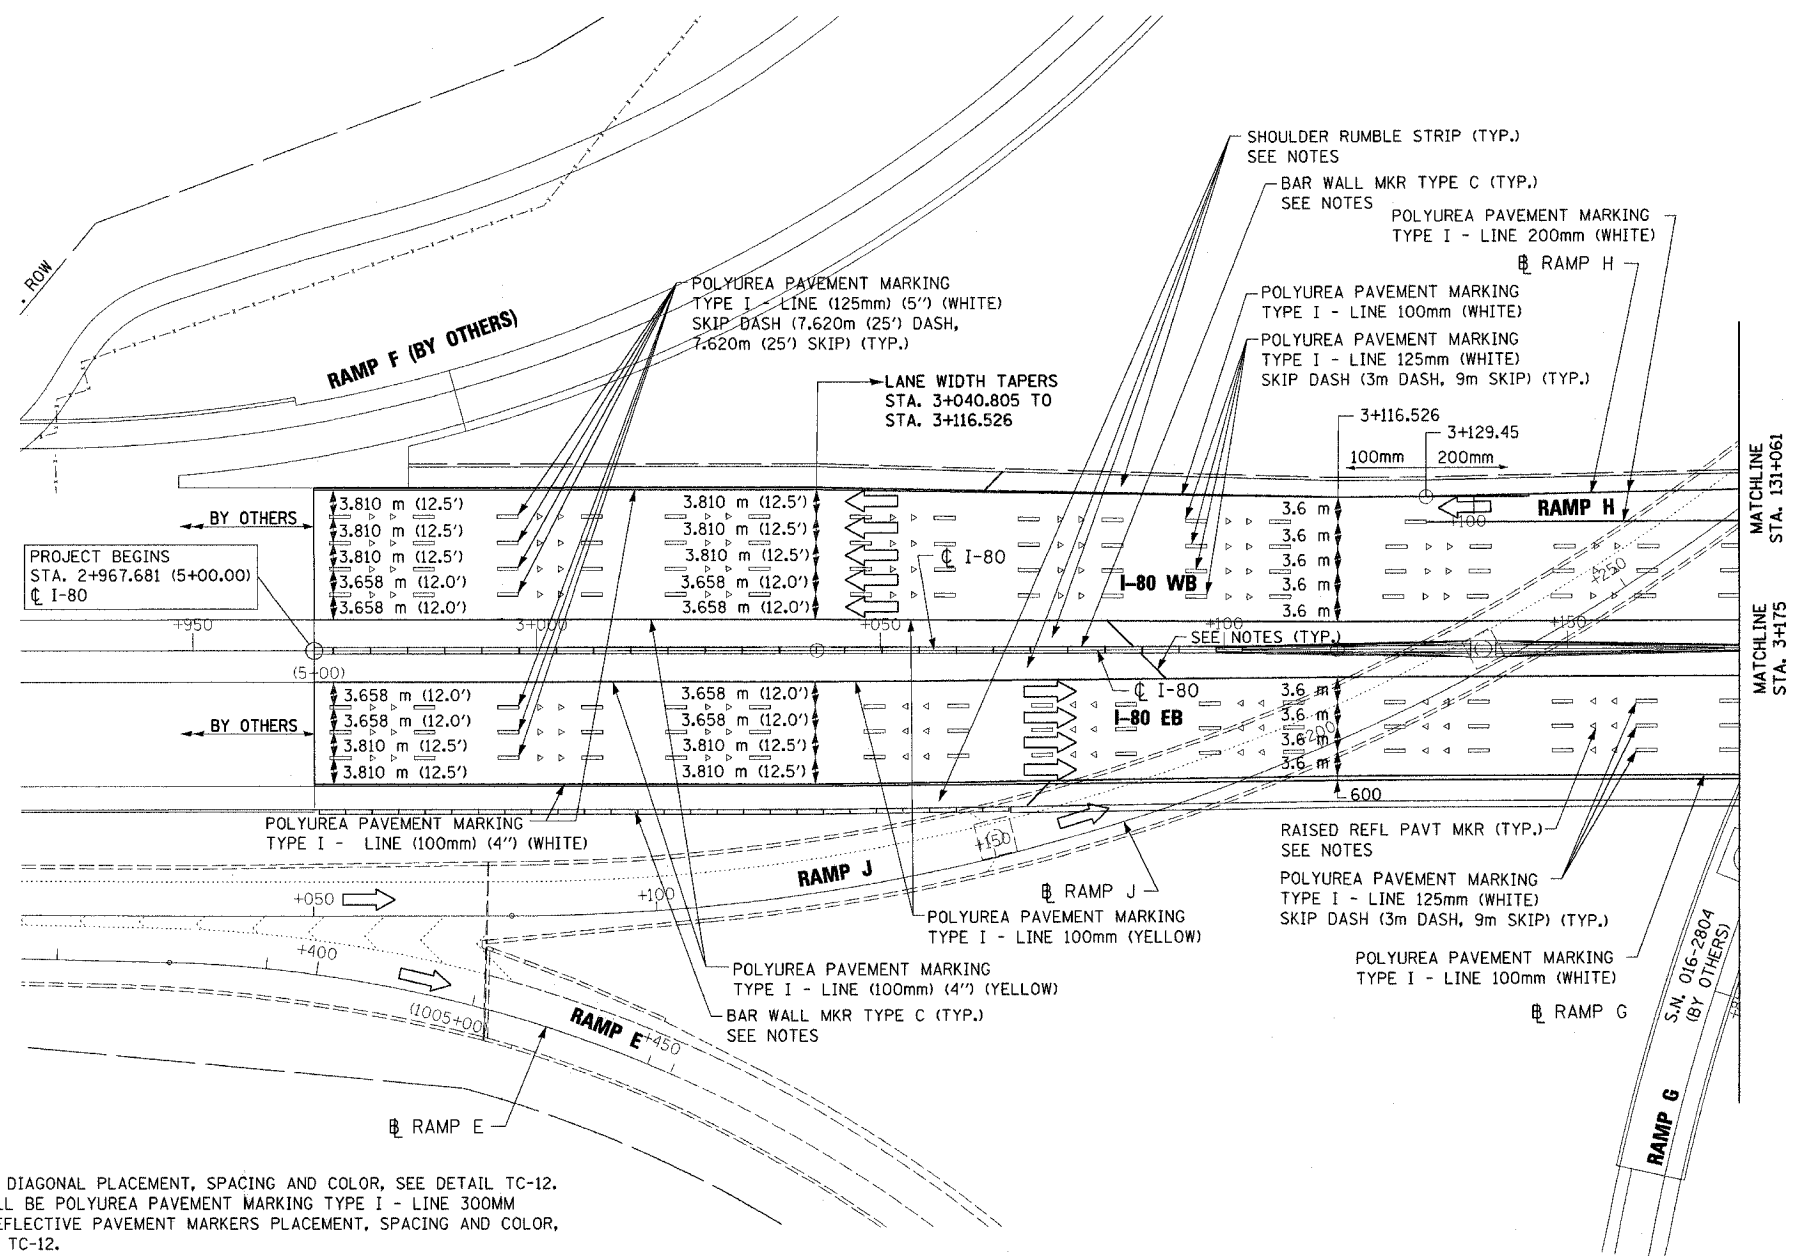 SHOULDER RUMBLE STRIP (TYP.)
SEE NOTES
BAR WALL MKR TYPE C (TYP.)
SEE NOTES
POLYUREA PAVEMENT MARKING
TYPE I - LINE 200mm (WHITE)
℄ RAMP H
. ROW
POLYUREA PAVEMENT MARKING
TYPE I - LINE (125mm) (5'') (WHITE)
SKIP DASH (7.620m (25') DASH,
7.620m (25') SKIP) (TYP.)
POLYUREA PAVEMENT MARKING
TYPE I - LINE 100mm (WHITE)
POLYUREA PAVEMENT MARKING
TYPE I - LINE 125mm (WHITE)
SKIP DASH (3m DASH, 9m SKIP) (TYP.)
RAMP F (BY OTHERS)
LANE WIDTH TAPERS
STA. 3+040.805 TO
STA. 3+116.526
3+116.526
3+129.45
100mm 200mm
MATCHLINE
STA. 131+061
BY OTHERS
3.810 m (12.5')
3.810 m (12.5')
3.810 m (12.5')
3.658 m (12.0')
3.658 m (12.0')
3.810 m (12.5')
3.810 m (12.5')
3.810 m (12.5')
3.658 m (12.0')
3.658 m (12.0')
℄ I-80
I-80 WB
3.6 m
3.6 m
3.6 m
3.6 m
3.6 m
RAMP H
+100
+250
PROJECT BEGINS
STA. 2+967.681 (5+00.00)
℄ I-80
+950
3+000
+050
+100
+150
SEE NOTES (TYP.)
(5+00)
MATCHLINE
STA. 3+175
BY OTHERS
3.658 m (12.0')
3.658 m (12.0')
3.810 m (12.5')
3.810 m (12.5')
3.658 m (12.0')
3.658 m (12.0')
3.810 m (12.5')
3.810 m (12.5')
℄ I-80
I-80 EB
3.6 m
3.6 m
3.6 m
3.6 m
+200
600
POLYUREA PAVEMENT MARKING
TYPE I - LINE (100mm) (4'') (WHITE)
RAISED REFL PAVT MKR (TYP.)
SEE NOTES
+150
RAMP J
℄ RAMP J
+050
+100
POLYUREA PAVEMENT MARKING
TYPE I - LINE 125mm (WHITE)
SKIP DASH (3m DASH, 9m SKIP) (TYP.)
POLYUREA PAVEMENT MARKING
TYPE I - LINE 100mm (YELLOW)
POLYUREA PAVEMENT MARKING
TYPE I - LINE 100mm (WHITE)
+400
POLYUREA PAVEMENT MARKING
TYPE I - LINE (100mm) (4'') (YELLOW)
BAR WALL MKR TYPE C (TYP.)
SEE NOTES
(1005+00)
RAMP E
+450
℄ RAMP G
S.N. 016-2804
(BY OTHERS)
RAMP G
℄ RAMP E
DIAGONAL PLACEMENT, SPACING AND COLOR, SEE DETAIL TC-12.
LL BE POLYUREA PAVEMENT MARKING TYPE I - LINE 300MM
EFLECTIVE PAVEMENT MARKERS PLACEMENT, SPACING AND COLOR,
TC-12.